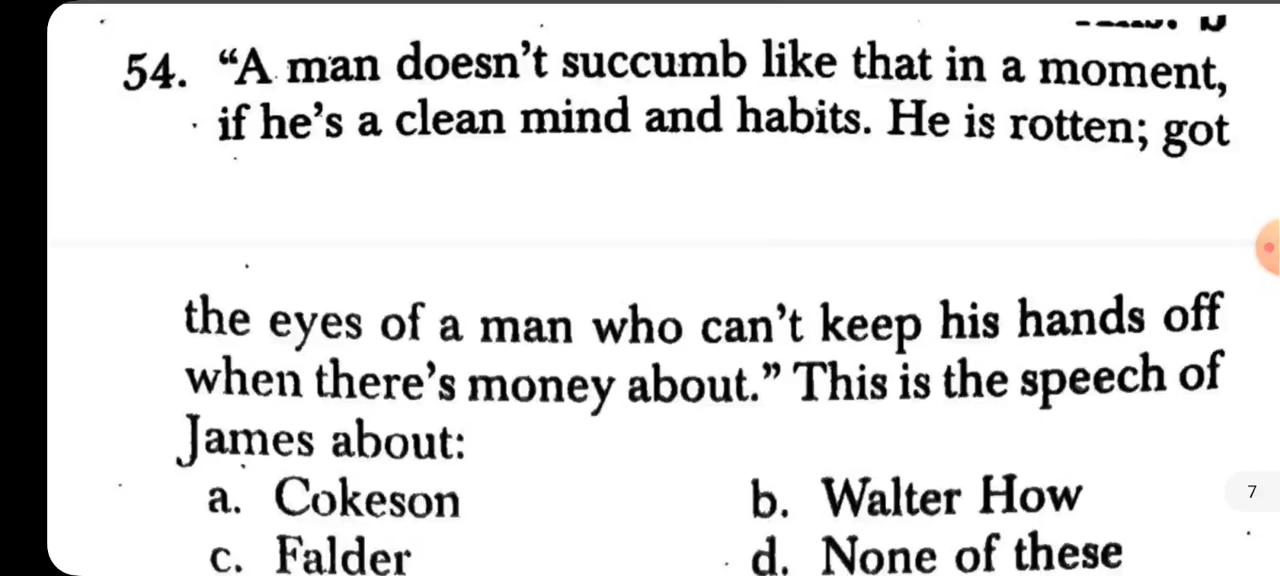 54. “A man doesn’t succumb like that in a moment,
if he’s a clean mind and habits. He is rotten; got
the eyes of a man who can’t keep his hands off
when there’s money about.” This is the speech of
James about:
a. Cokeson b. Walter How
c. Falder d. None of these
7